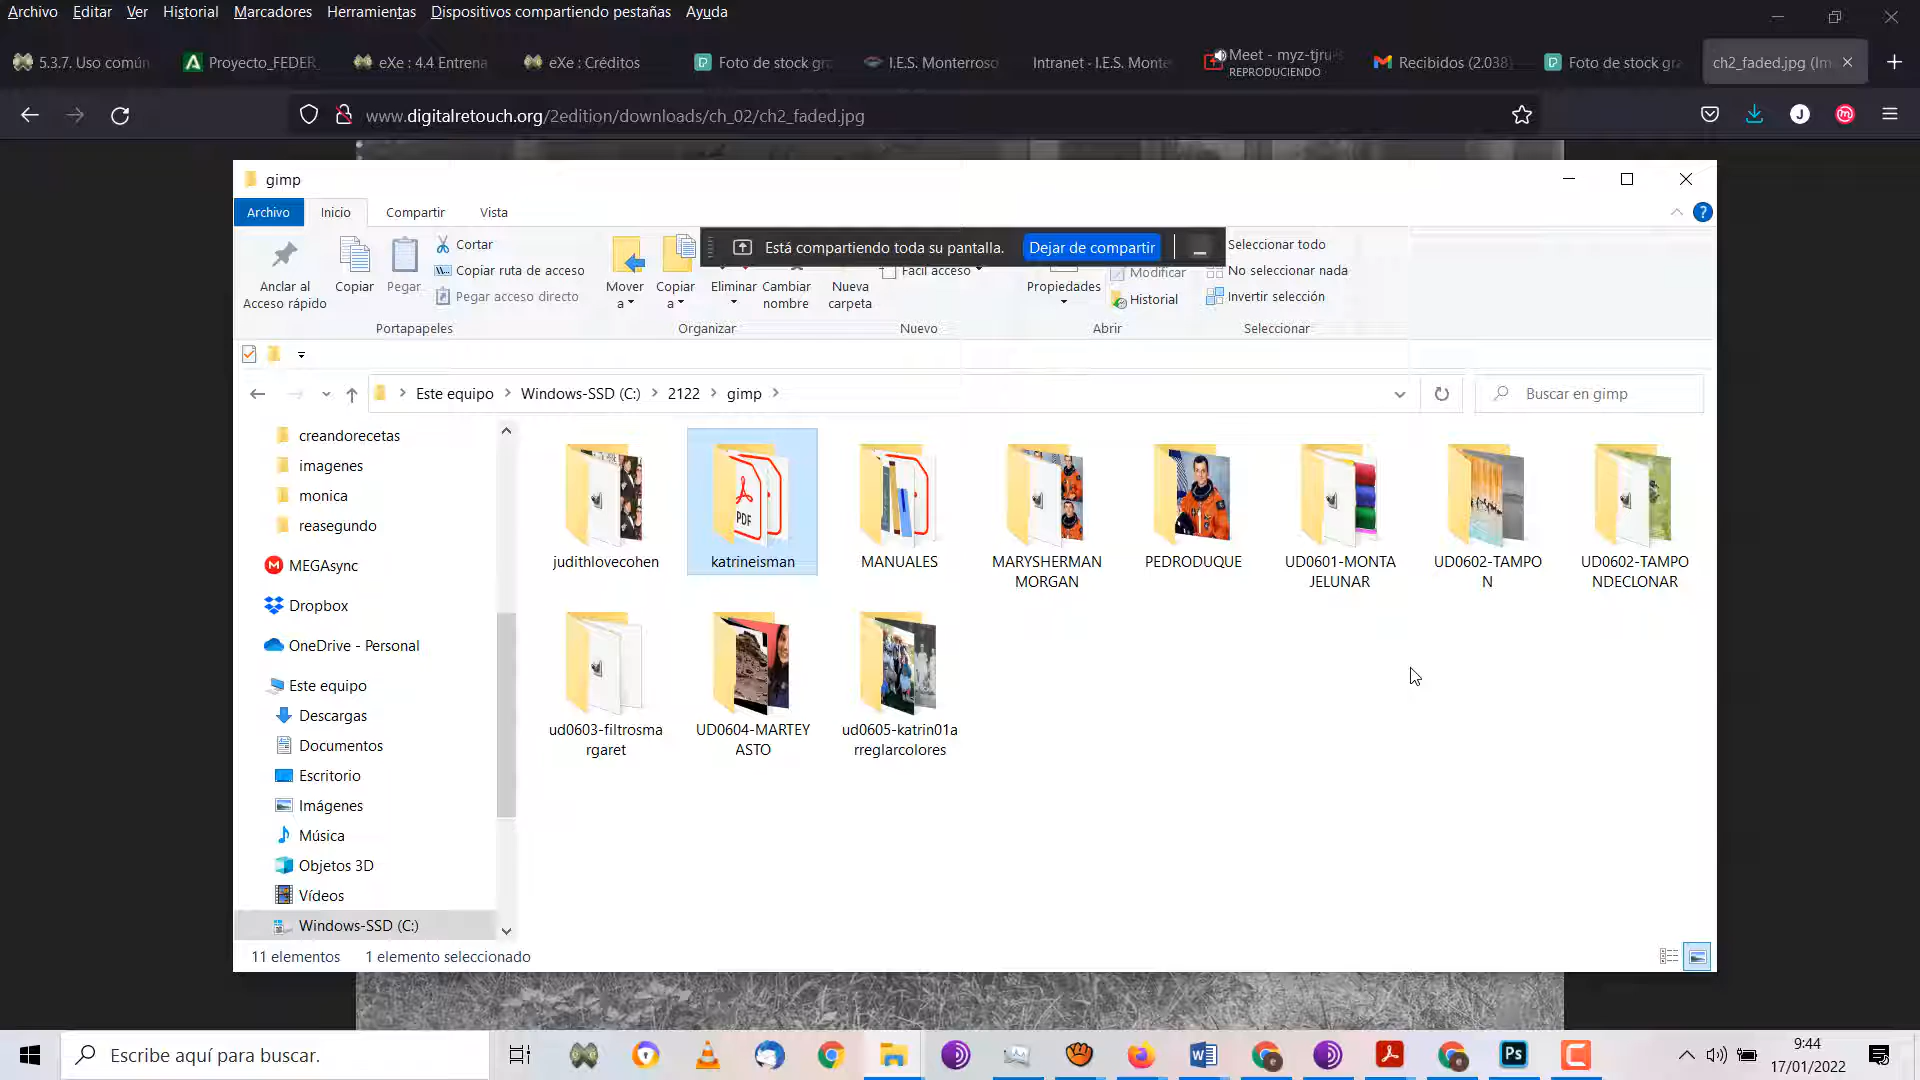 Archivo Editar Ver Historial Marcadores Herramientas Dispositivos compartiendo pestañas Ayuda
5.3.7. Uso común
Proyecto_FEDER_
eXe : 4.4 Entrena
eXe : Créditos
Foto de stock gra
I.E.S. Monterroso
Intranet - I.E.S. Monte
Meet - myz-tjru-
REPRODUCIENDO
Recibidos (2.038)
Foto de stock gra
ch2_faded.jpg (Im
www.digitalretouch.org/2edition/downloads/ch_02/ch2_faded.jpg
J
gimp
Archivo Inicio Compartir Vista
Está compartiendo toda su pantalla. Dejar de compartir
Anclar al
Acceso rápido
Copiar
Pegar
Cortar
Copiar ruta de acceso
Pegar acceso directo
Mover
a
Copiar
a
Eliminar
Cambiar
nombre
Nueva
carpeta
Fácil acceso
Propiedades
Modificar
Historial
Seleccionar todo
No seleccionar nada
Invertir selección
Portapapeles
Organizar
Nuevo
Abrir
Seleccionar
Este equipo > Windows-SSD (C:) > 2122 > gimp >
Buscar en gimp
creandorecetas
imagenes
monica
reasegundo
MEGAsync
Dropbox
OneDrive - Personal
Este equipo
Descargas
Documentos
Escritorio
Imágenes
Música
Objetos 3D
Vídeos
Windows-SSD (C:)
PDF
judithlovecohen
katrineisman
MANUALES
MARYSHERMAN
MORGAN
PEDRODUQUE
UD0601-MONTA
JELUNAR
UD0602-TAMPO
N
UD0602-TAMPO
NDECLONAR
ud0603-filtrosma
rgaret
UD0604-MARTEY
ASTO
ud0605-katrin01a
rreglarcolores
11 elementos 1 elemento seleccionado
Escribe aquí para buscar.
Ps
9:44
17/01/2022